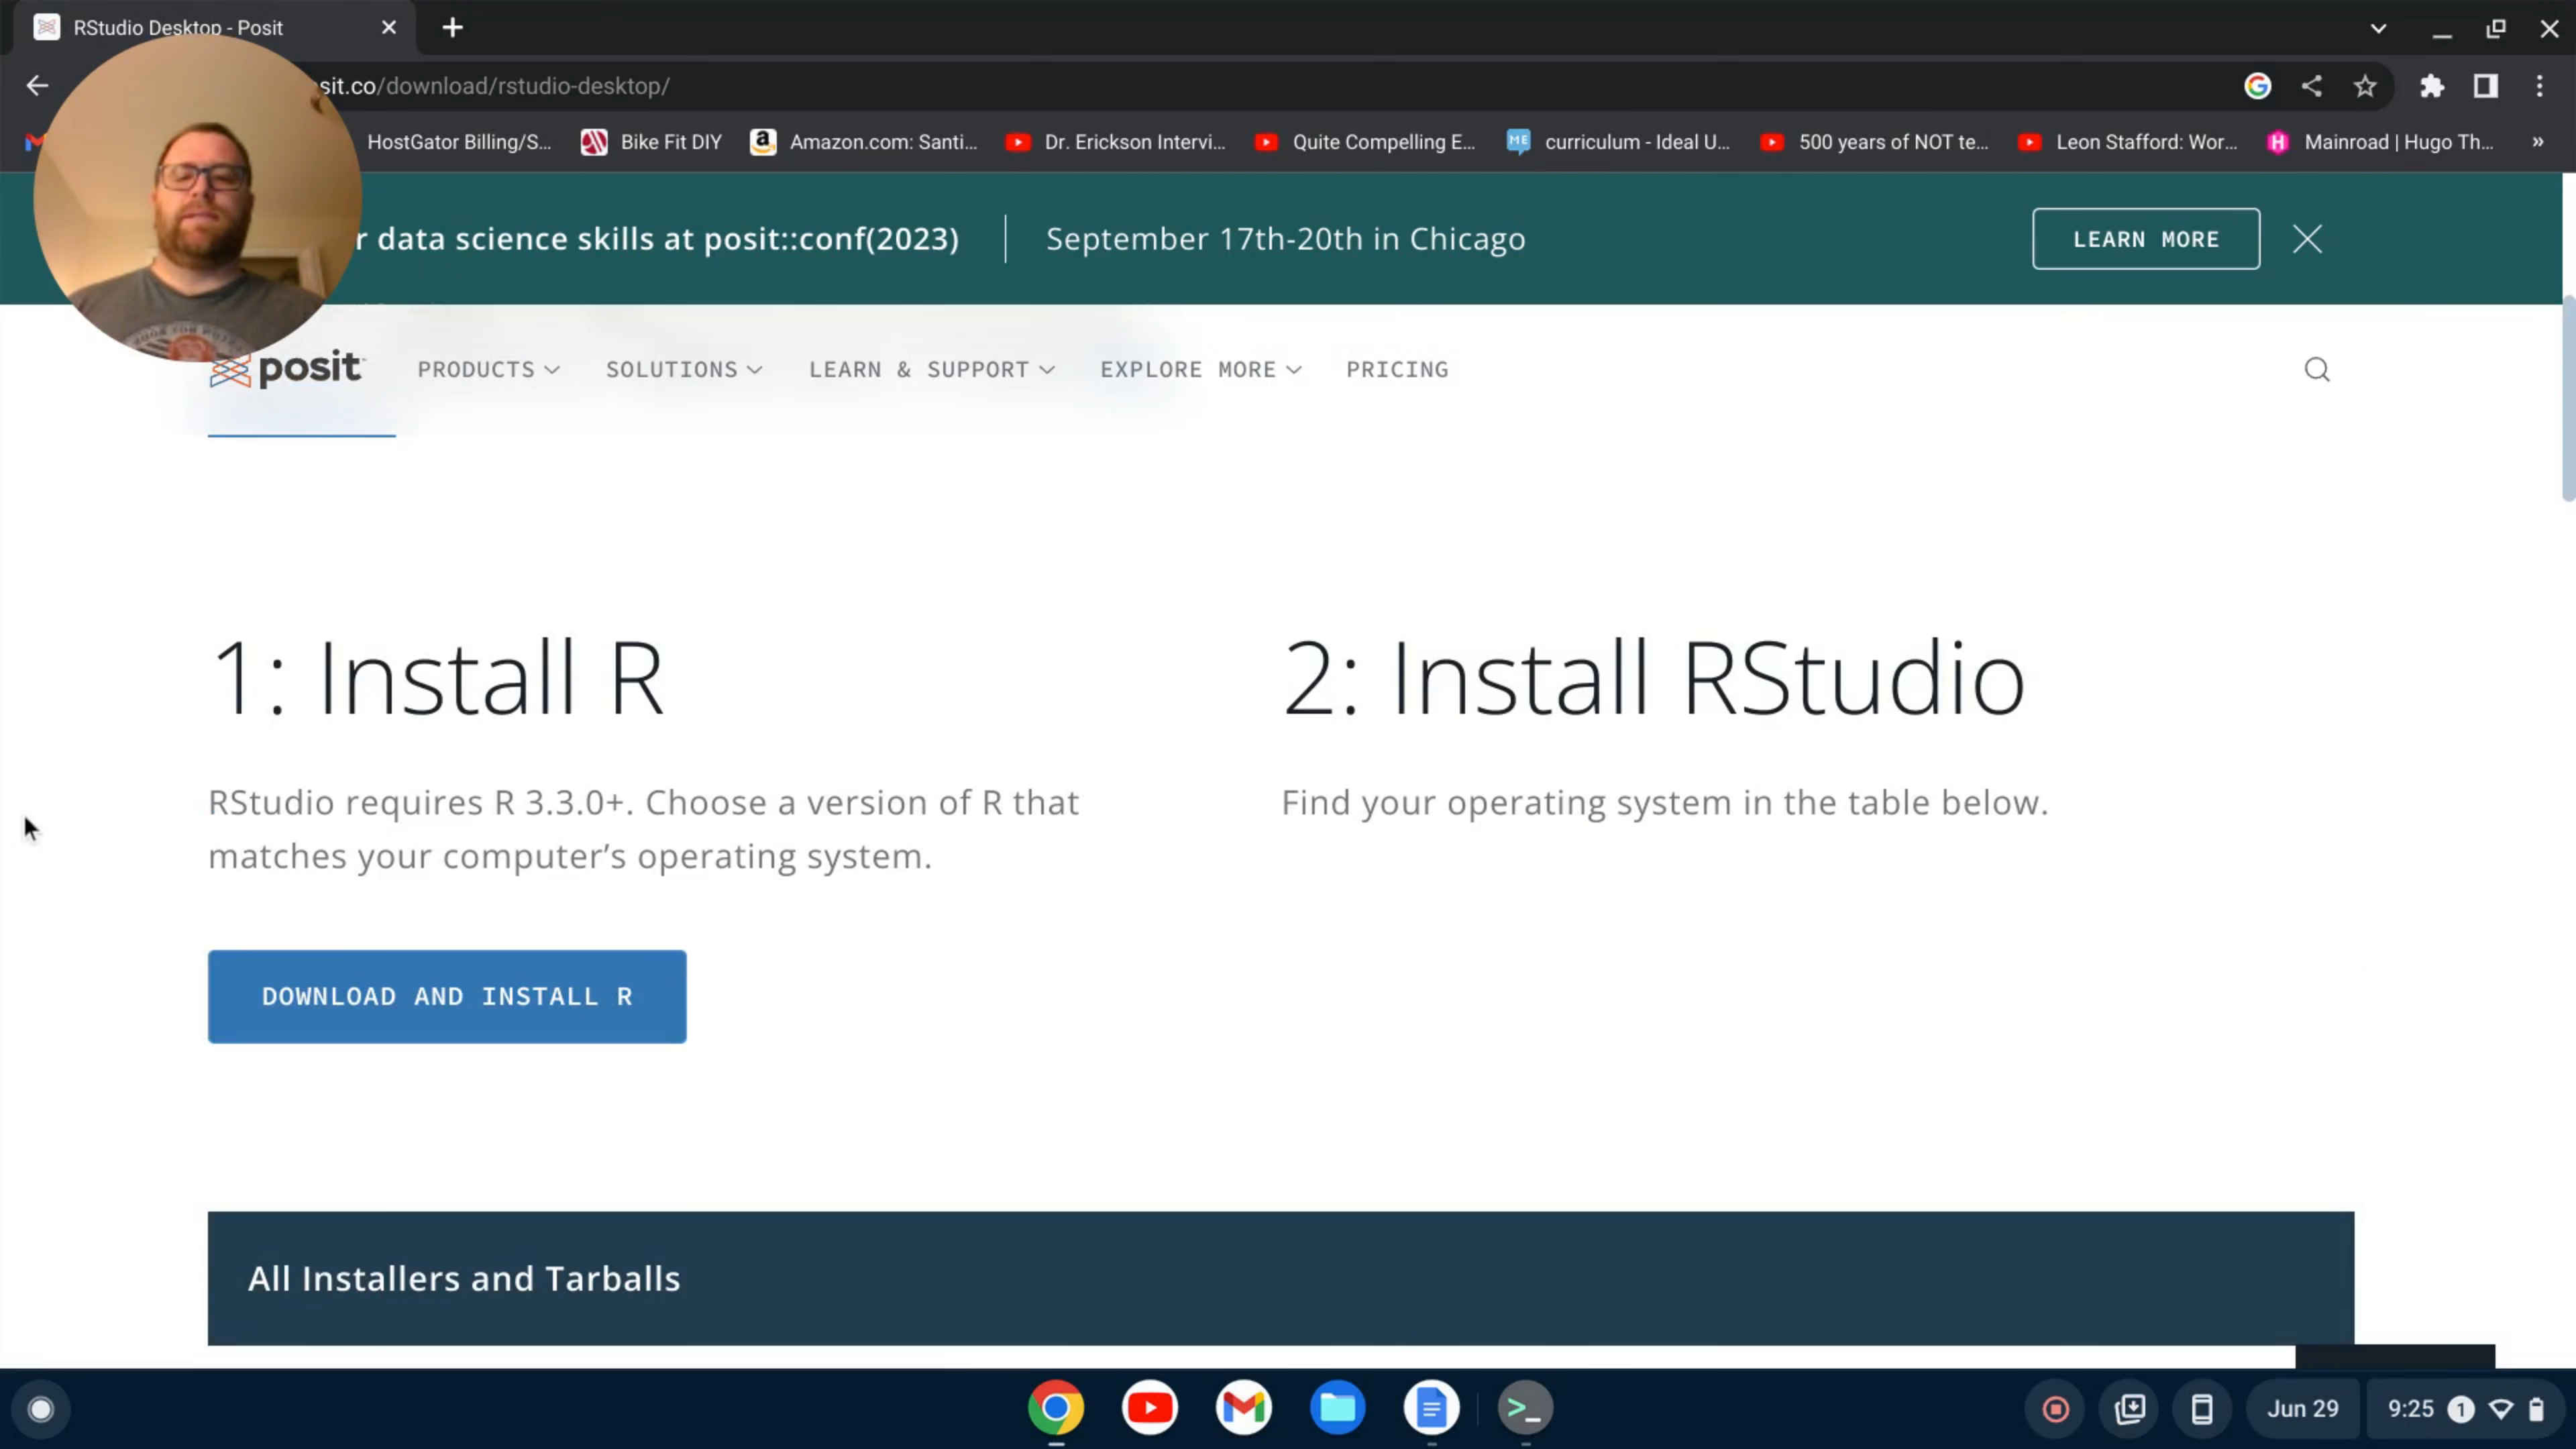 RStudio Desktop - Posit
sit.co/download/rstudio-desktop/
HostGator Billing/S...
Bike Fit DIY
Amazon.com: Santi...
Dr. Erickson Intervi...
Quite Compelling E...
ME
curriculum - Ideal U...
500 years of NOT te...
Leon Stafford: Wor...
Mainroad | Hugo Th...
r data science skills at posit::conf(2023)
September 17th-20th in Chicago
LEARN MORE
posit
PRODUCTS
SOLUTIONS
LEARN & SUPPORT
EXPLORE MORE
PRICING
1: Install R
RStudio requires R 3.3.0+. Choose a version of R that
matches your computer’s operating system.
DOWNLOAD AND INSTALL R
2: Install RStudio
Find your operating system in the table below.
All Installers and Tarballs
Jun 29
9:25
1